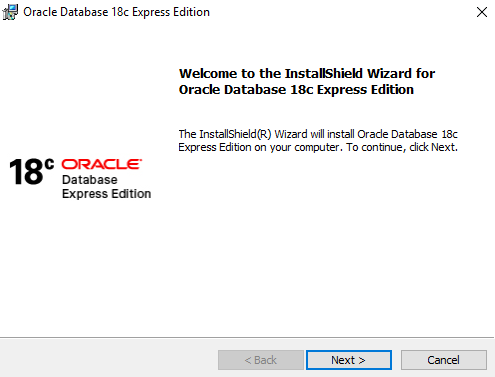 Oracle Database 18c Express Edition
Welcome to the InstallShield Wizard for
Oracle Database 18c Express Edition
The InstallShield(R) Wizard will install Oracle Database 18c
Express Edition on your computer. To continue, click Next.
18c ORACLE
Database
Express Edition
< Back
Next >
Cancel